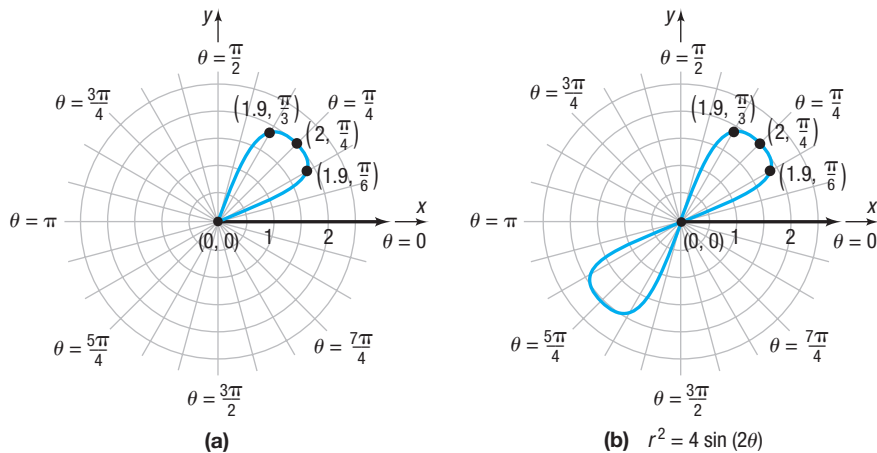 y
θ = π/2
θ = 3π/4
θ = π/4
(1.9, π/3)
(2, π/4)
(1.9, π/6)
x
θ = π
(0, 0)
1
2
θ = 0
θ = 5π/4
θ = 7π/4
θ = 3π/2
(a)
y
θ = π/2
θ = 3π/4
θ = π/4
(1.9, π/3)
(2, π/4)
(1.9, π/6)
x
θ = π
(0, 0)
1
2
θ = 0
θ = 5π/4
θ = 7π/4
θ = 3π/2
(b) r² = 4 sin (2θ)